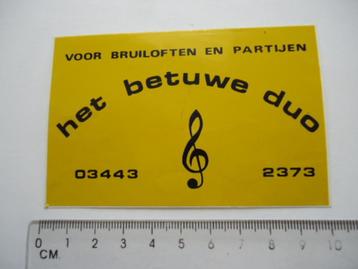 VOOR BRUILOFTEN EN PARTIJEN
het betuwe duo
03443 2373
0 1 2 3 4 5 6 7 8 9 10
CM.